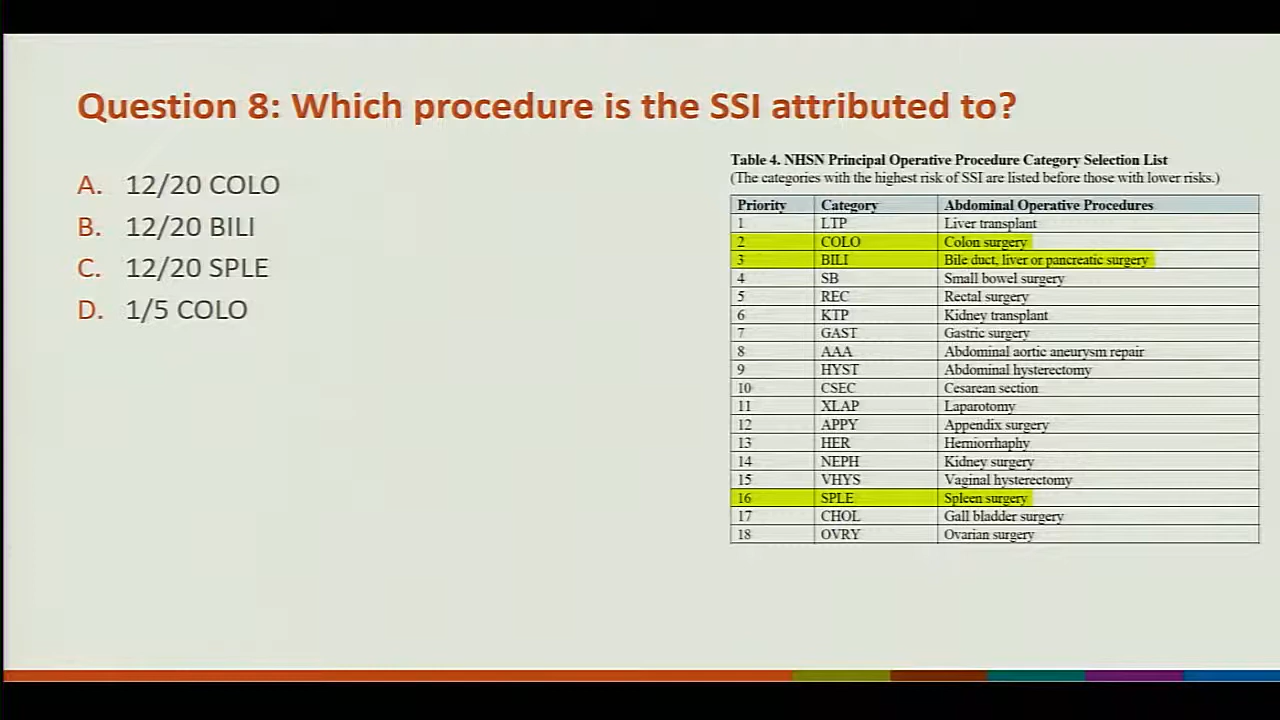 Question 8: Which procedure is the SSI attributed to?
A. 12/20 COLO
B. 12/20 BILI
C. 12/20 SPLE
D. 1/5 COLO
Table 4. NHSN Principal Operative Procedure Category Selection List
(The categories with the highest risk of SSI are listed before those with lower risks.)
Priority Category Abdominal Operative Procedures
1 LTP Liver transplant
2 COLO Colon surgery
3 BILI Bile duct, liver or pancreatic surgery
4 SB Small bowel surgery
5 REC Rectal surgery
6 KTP Kidney transplant
7 GAST Gastric surgery
8 AAA Abdominal aortic aneurysm repair
9 HYST Abdominal hysterectomy
10 CSEC Cesarean section
11 XLAP Laparotomy
12 APPY Appendix surgery
13 HER Herniorrhaphy
14 NEPH Kidney surgery
15 VHYS Vaginal hysterectomy
16 SPLE Spleen surgery
17 CHOL Gall bladder surgery
18 OVRY Ovarian surgery